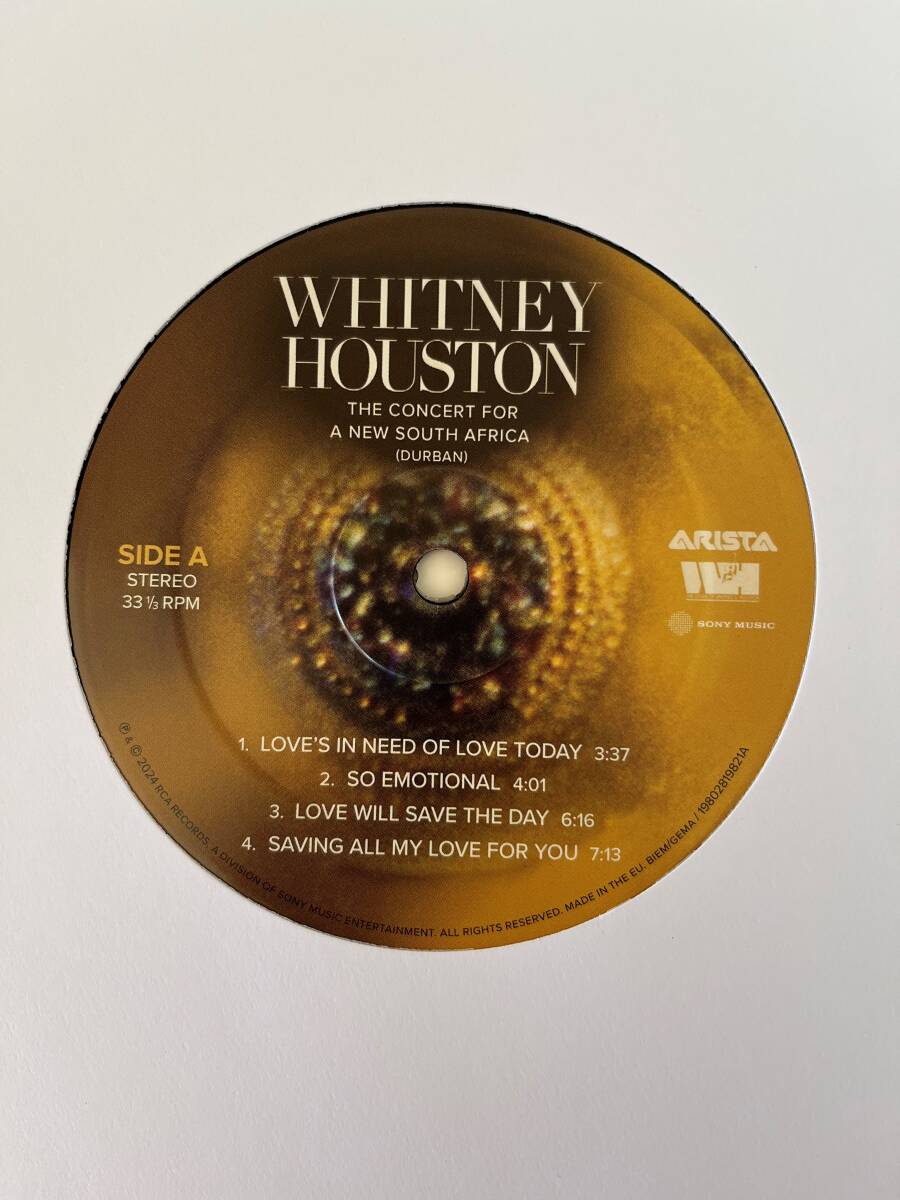 WHITNEY
HOUSTON
THE CONCERT FOR
A NEW SOUTH AFRICA
(DURBAN)
SIDE A
STEREO
33 ⅓ RPM
ARISTA
WH
SONY MUSIC
1. LOVE'S IN NEED OF LOVE TODAY 3:37
2. SO EMOTIONAL 4:01
3. LOVE WILL SAVE THE DAY 6:16
4. SAVING ALL MY LOVE FOR YOU 7:13
℗ & © 2024 RCA RECORDS, A DIVISION OF SONY MUSIC ENTERTAINMENT. ALL RIGHTS RESERVED. MADE IN THE EU. BIEM/GEMA / 19802819821A